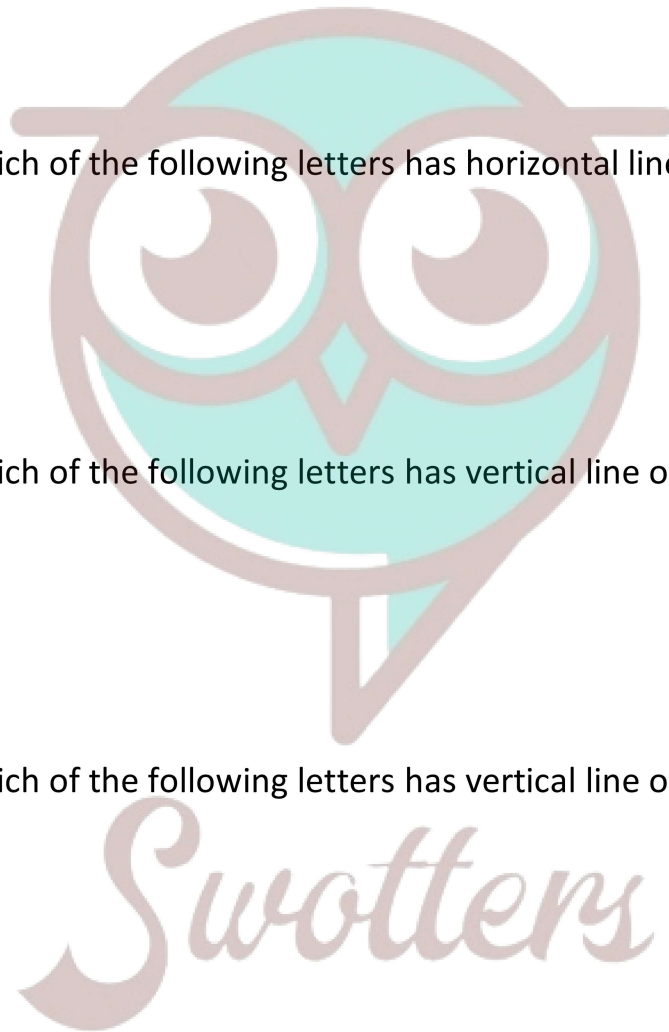 ich of the following letters has horizontal line
ich of the following letters has vertical line o
ich of the following letters has vertical line o
Swotters